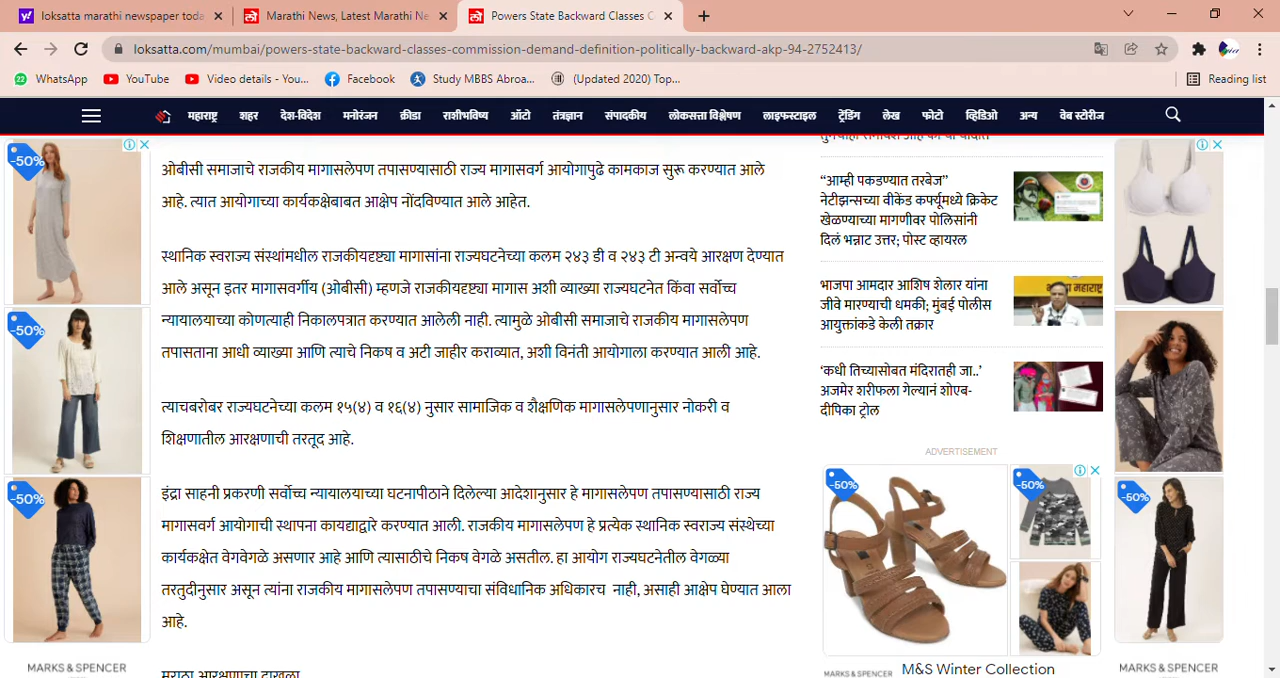 loksatta marathi newspaper toda
Marathi News, Latest Marathi Ne
Powers State Backward Classes C
loksatta.com/mumbai/powers-state-backward-classes-commission-demand-definition-politically-backward-akp-94-2752413/
WhatsApp
YouTube
Video details - You...
Facebook
Study MBBS Abroa...
(Updated 2020) Top...
Reading list
महाराष्ट्र
शहर
देश-विदेश
मनोरंजन
क्रीडा
राशीभविष्य
ऑटो
तंत्रज्ञान
संपादकीय
लोकसत्ता विश्लेषण
लाइफस्टाइल
ट्रेंडिंग
लेख
फोटो
व्हिडिओ
अन्य
वेब स्टोरीज
-50%
-50%
-50%
MARKS & SPENCER
ओबीसी समाजाचे राजकीय मागासलेपण तपासण्यासाठी राज्य मागासवर्ग आयोगापुढे कामकाज सुरू करण्यात आले
आहे. त्यात आयोगाच्या कार्यकक्षेबाबत आक्षेप नोंदविण्यात आले आहेत.
स्थानिक स्वराज्य संस्थांमधील राजकीयदृष्ट्या मागासांना राज्यघटनेच्या कलम २४३ डी व २४३ टी अन्वये आरक्षण देण्यात
आले असून इतर मागासवर्गीय (ओबीसी) म्हणजे राजकीयदृष्ट्या मागास अशी व्याख्या राज्यघटनेत किंवा सर्वोच्च
न्यायालयाच्या कोणत्याही निकालपत्रात करण्यात आलेली नाही. त्यामुळे ओबीसी समाजाचे राजकीय मागासलेपण
तपासताना आधी व्याख्या आणि त्याचे निकष व अटी जाहीर कराव्यात, अशी विनंती आयोगाला करण्यात आली आहे.
त्याचबरोबर राज्यघटनेच्या कलम १५(४) व १६(४) नुसार सामाजिक व शैक्षणिक मागासलेपणानुसार नोकरी व
शिक्षणातील आरक्षणाची तरतूद आहे.
इंद्रा साहनी प्रकरणी सर्वोच्च न्यायालयाच्या घटनापीठाने दिलेल्या आदेशानुसार हे मागासलेपण तपासण्यासाठी राज्य
मागासवर्ग आयोगाची स्थापना कायद्याद्वारे करण्यात आली. राजकीय मागासलेपण हे प्रत्येक स्थानिक स्वराज्य संस्थेच्या
कार्यकक्षेत वेगवेगळे असणार आहे आणि त्यासाठीचे निकष वेगळे असतील. हा आयोग राज्यघटनेतील वेगळ्या
तरतुदीनुसार असून त्यांना राजकीय मागासलेपण तपासण्याचा संविधानिक अधिकारच नाही, असाही आक्षेप घेण्यात आला
आहे.
मराठा आरक्षणाचा दाखला
“आम्ही पकडण्यात तरबेज”
नेटीझन्सच्या वीकेंड कर्फ्यूमध्ये क्रिकेट
खेळण्याच्या मागणीवर पोलिसांनी
दिलं भन्नाट उत्तर; पोस्ट व्हायरल
भाजपा आमदार आशिष शेलार यांना
जीवे मारण्याची धमकी; मुंबई पोलीस
आयुक्तांकडे केली तक्रार
‘कधी तिच्यासोबत मंदिरातही जा..’
अजमेर शरीफला गेल्यानं शोएब-
दीपिका ट्रोल
ADVERTISEMENT
-50%
-50%
MARKS & SPENCER
M&S Winter Collection
-50%
MARKS & SPENCER